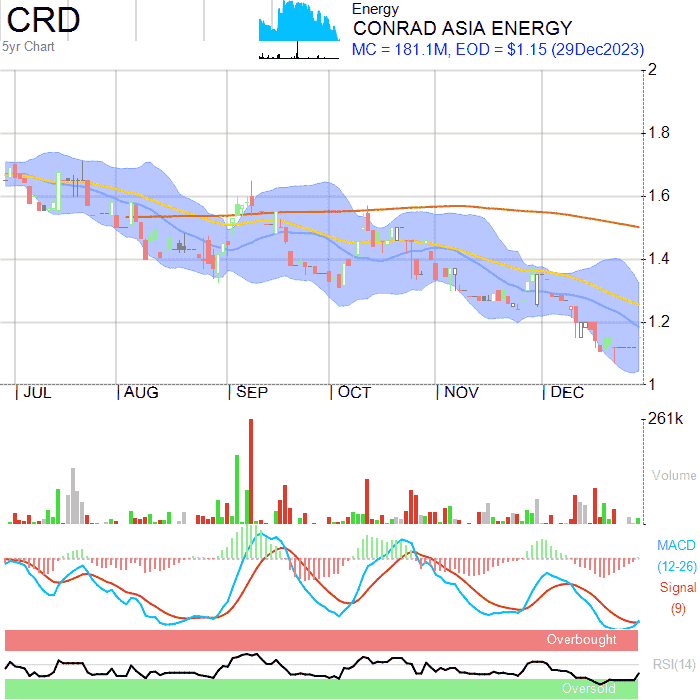 CRD
5yr Chart
Energy
CONRAD ASIA ENERGY
MC = 181.1M, EOD = $1.15 (29Dec2023)
2
1.8
1.6
1.4
1.2
1
JUL AUG SEP OCT NOV DEC
261k
Volume
MACD
(12-26)
Signal
(9)
Overbought
RSI(14)
Oversold